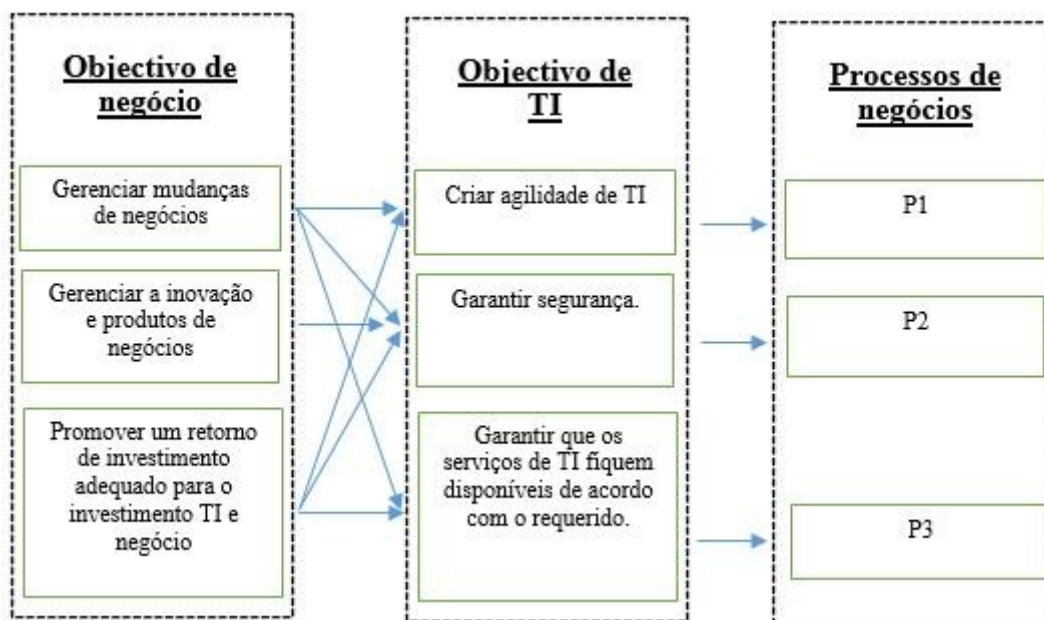 Objectivo de
negócio
Gerenciar mudanças
de negócios
Gerenciar a inovação
e produtos de
negócios
Promover um retorno
de investimento
adequado para o
investimento TI e
negócio
Objectivo de
TI
Criar agilidade de TI
Garantir segurança.
Garantir que os
serviços de TI fiquem
disponíveis de acordo
com o requerido.
Processos de
negócios
P1
P2
P3